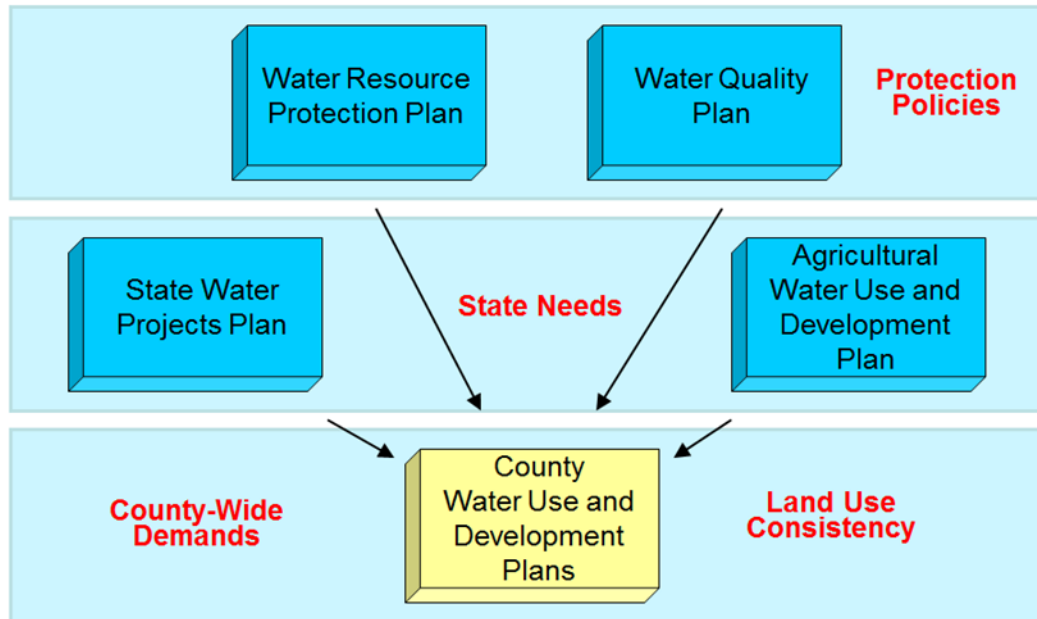 Water Resource
Protection Plan
Water Quality
Plan
Protection
Policies
State Water
Projects Plan
State Needs
Agricultural
Water Use and
Development
Plan
County-Wide
Demands
County
Water Use and
Development
Plans
Land Use
Consistency